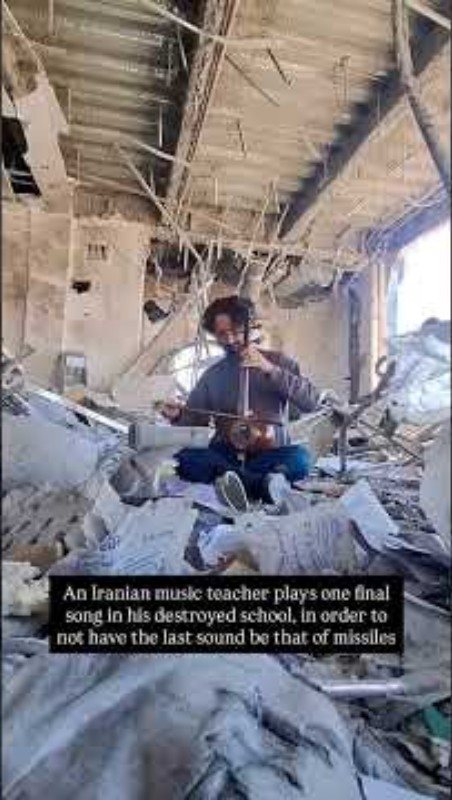 An Iranian music teacher plays one final
song in his destroyed school, in order to
not have the last sound be that of missiles